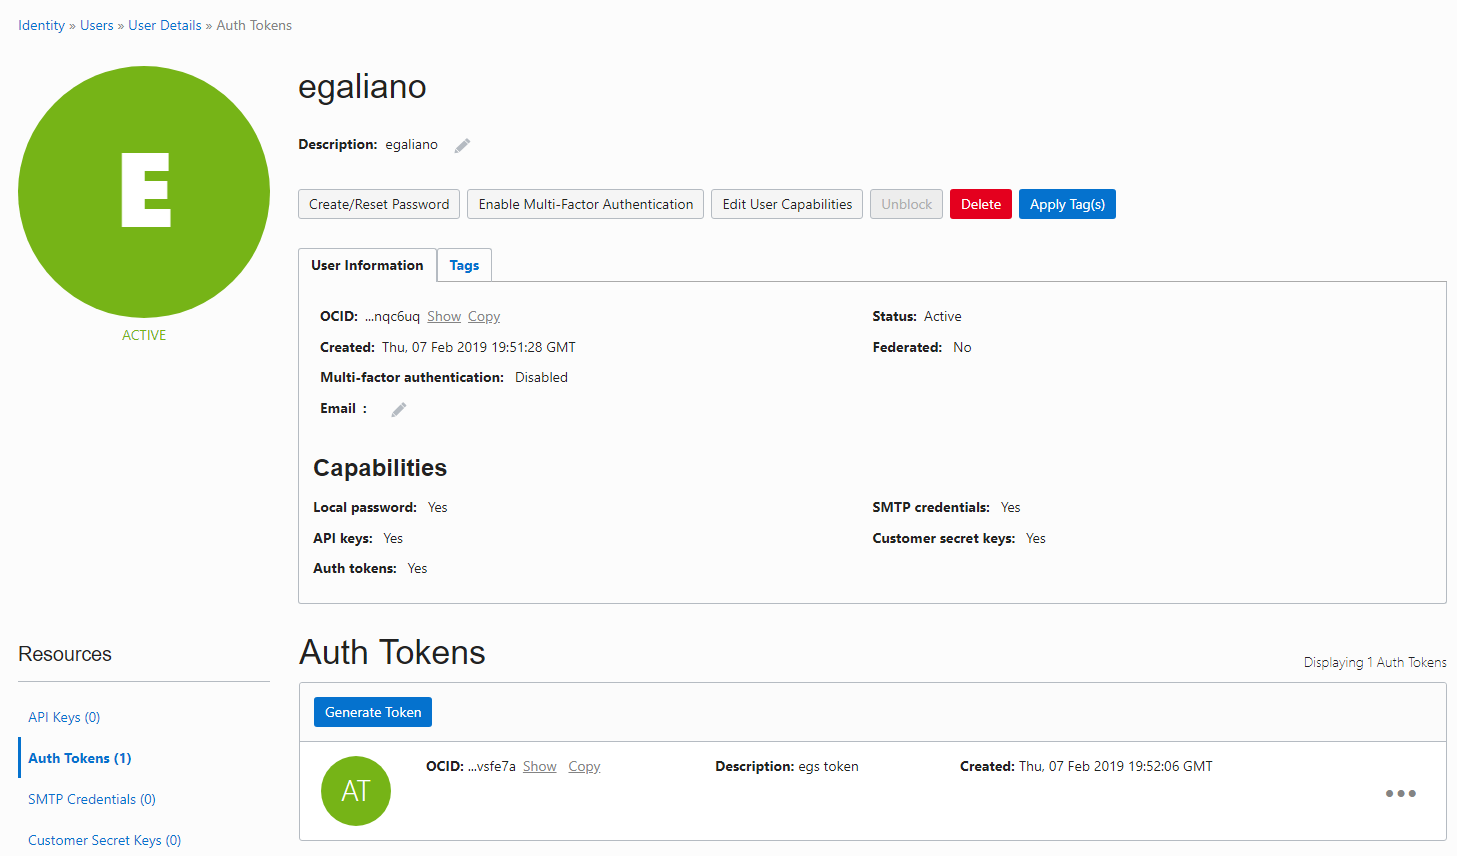 Identity » Users » User Details » Auth Tokens
E
ACTIVE
egaliano
Description: egaliano
Create/Reset Password Enable Multi-Factor Authentication Edit User Capabilities Unblock Delete Apply Tag(s)
User Information Tags
OCID: ...nqc6uq Show Copy Status: Active
Created: Thu, 07 Feb 2019 19:51:28 GMT Federated: No
Multi-factor authentication: Disabled
Email :
Capabilities
Local password: Yes SMTP credentials: Yes
API keys: Yes Customer secret keys: Yes
Auth tokens: Yes
Resources
API Keys (0)
Auth Tokens (1)
SMTP Credentials (0)
Customer Secret Keys (0)
Auth Tokens
Displaying 1 Auth Tokens
Generate Token
AT
OCID: ...vsfe7a Show Copy Description: egs token Created: Thu, 07 Feb 2019 19:52:06 GMT